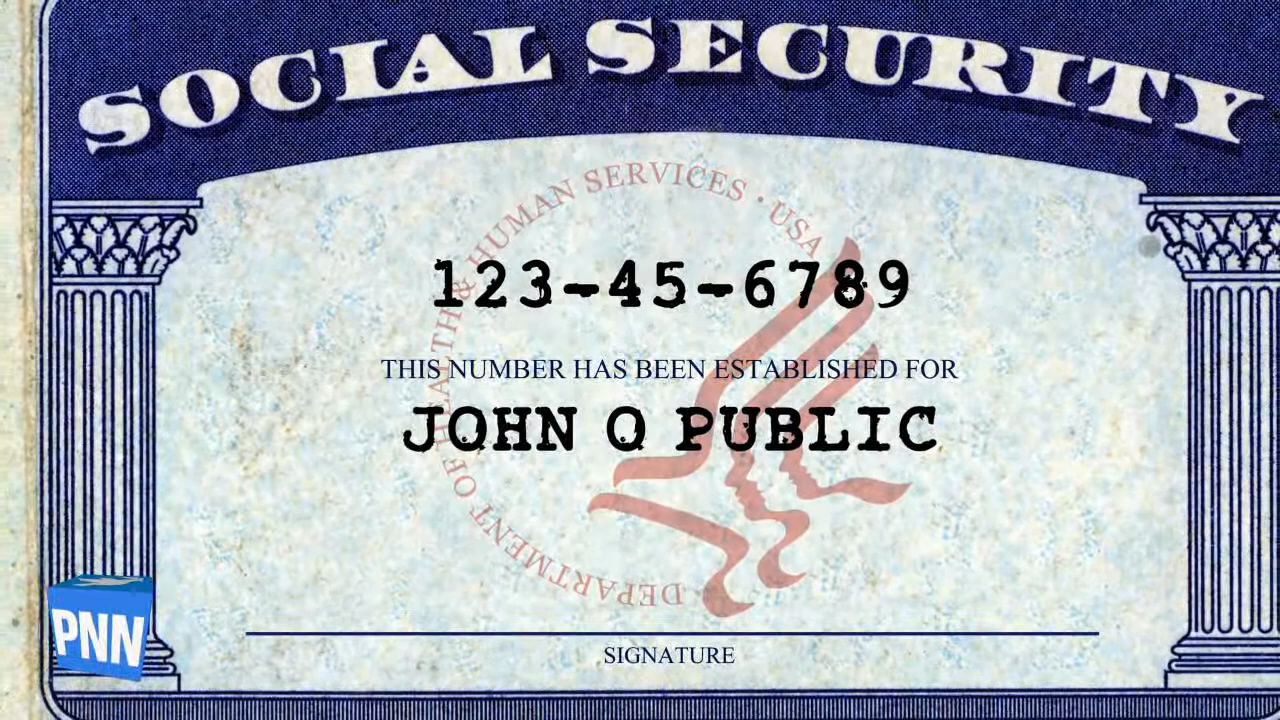 SOCIAL SECURITY
DEPARTMENT OF HEALTH & HUMAN SERVICES · USA
123-45-6789
THIS NUMBER HAS BEEN ESTABLISHED FOR
JOHN Q PUBLIC
PNN
SIGNATURE